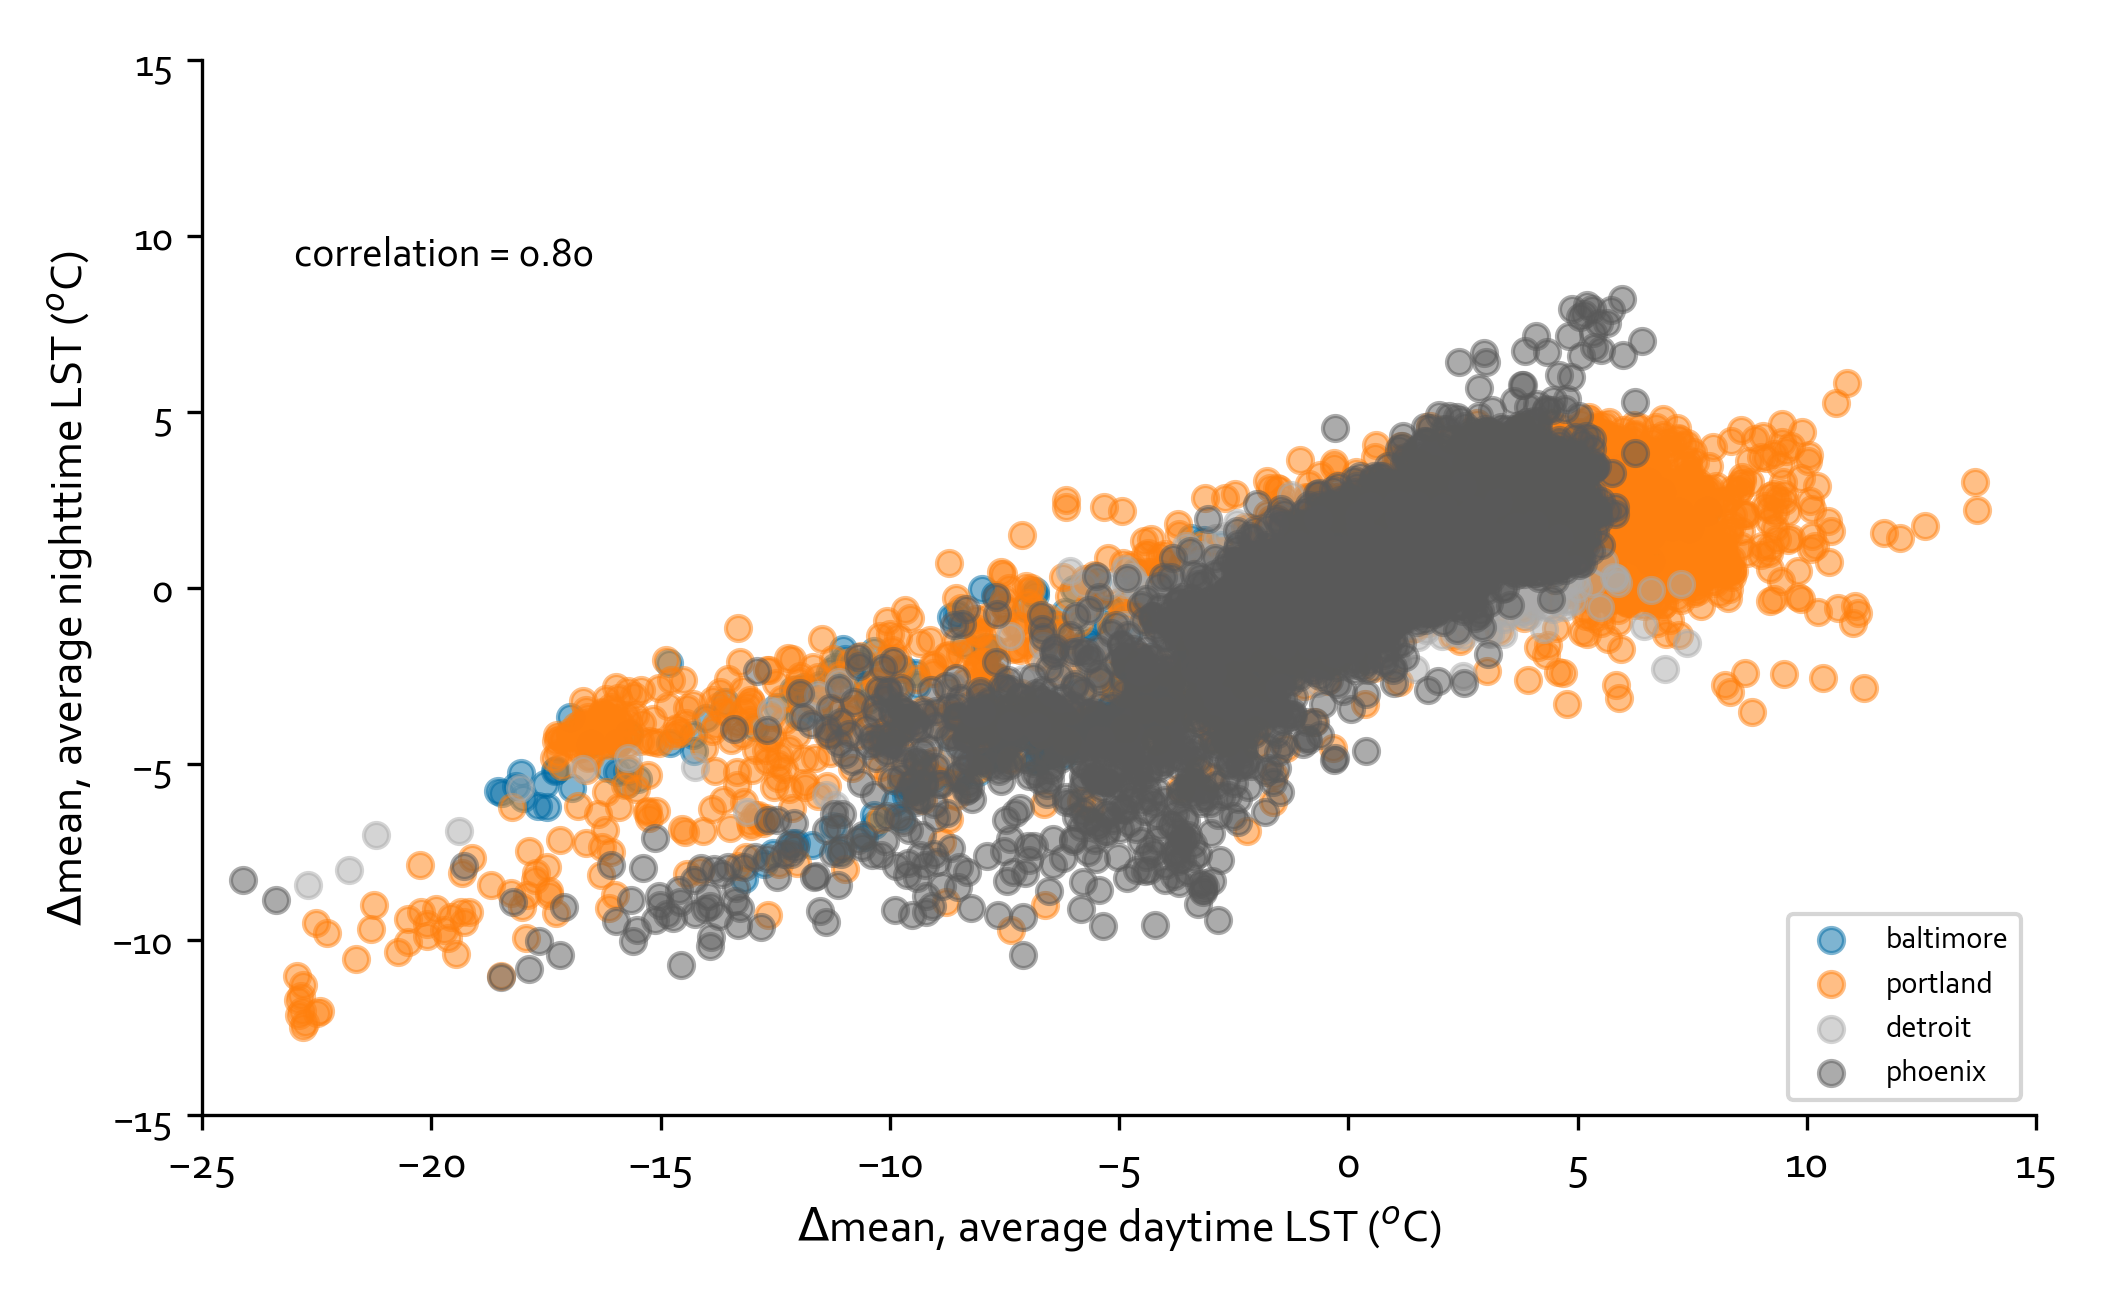 15
10
5
0
−5
−10
−15
Δmean, average nighttime LST (°C)
correlation = 0.80
baltimore
portland
detroit
phoenix
−25 −20 −15 −10 −5 0 5 10 15
Δmean, average daytime LST (°C)